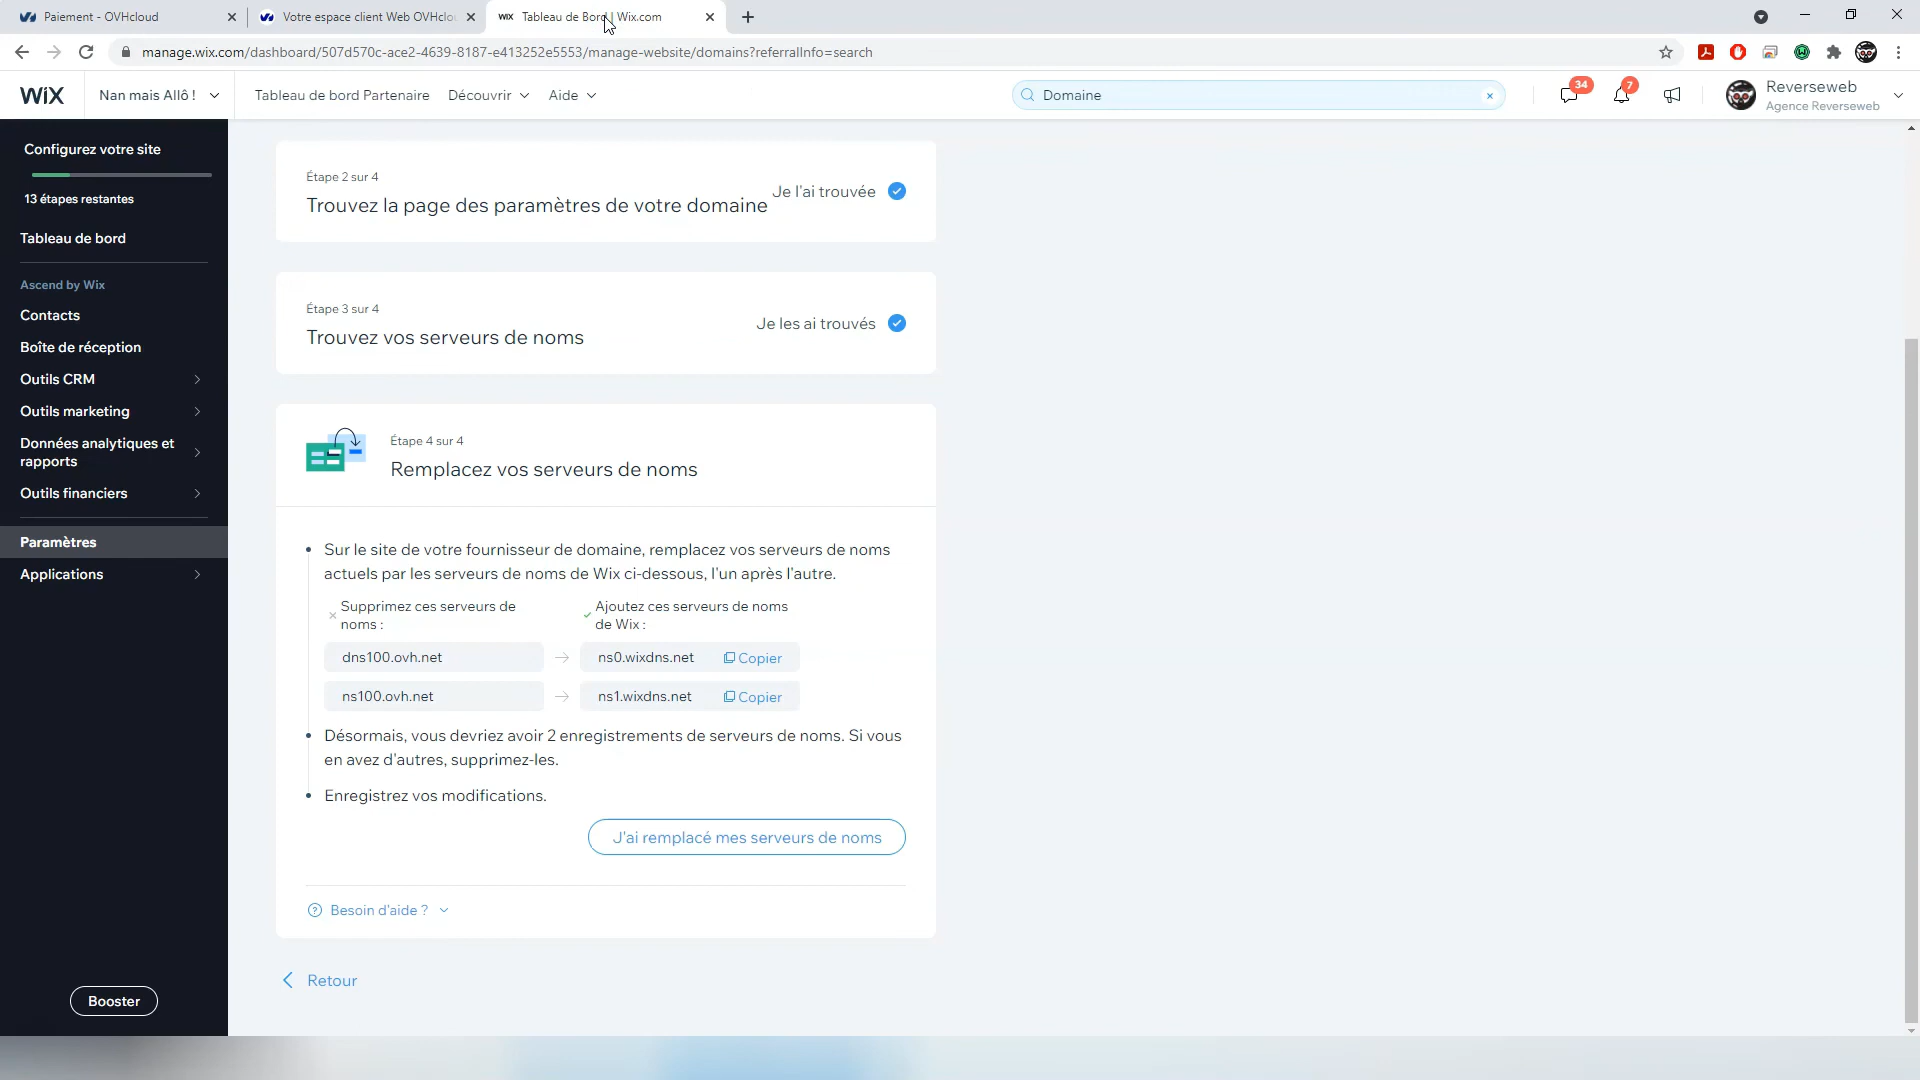 Paiement - OVHcloud
Votre espace client Web OVHclou
WIX Tableau de Bord | Wix.com
manage.wix.com/dashboard/507d570c-ace2-4639-8187-e413252e5553/manage-website/domains?referralInfo=search
WiX
Nan mais Allô !
Tableau de bord Partenaire
Découvrir
Aide
Domaine
34
7
Reverseweb
Agence Reverseweb
Configurez votre site
13 étapes restantes
Tableau de bord
Ascend by Wix
Contacts
Boîte de réception
Outils CRM
Outils marketing
Données analytiques et
rapports
Outils financiers
Paramètres
Applications
Booster
Étape 2 sur 4
Trouvez la page des paramètres de votre domaine
Je l'ai trouvée
Étape 3 sur 4
Trouvez vos serveurs de noms
Je les ai trouvés
Étape 4 sur 4
Remplacez vos serveurs de noms
Sur le site de votre fournisseur de domaine, remplacez vos serveurs de noms
actuels par les serveurs de noms de Wix ci-dessous, l'un après l'autre.
Supprimez ces serveurs de
noms :
Ajoutez ces serveurs de noms
de Wix :
dns100.ovh.net
ns0.wixdns.net
Copier
ns100.ovh.net
ns1.wixdns.net
Copier
Désormais, vous devriez avoir 2 enregistrements de serveurs de noms. Si vous
en avez d'autres, supprimez-les.
Enregistrez vos modifications.
J'ai remplacé mes serveurs de noms
Besoin d'aide ?
Retour